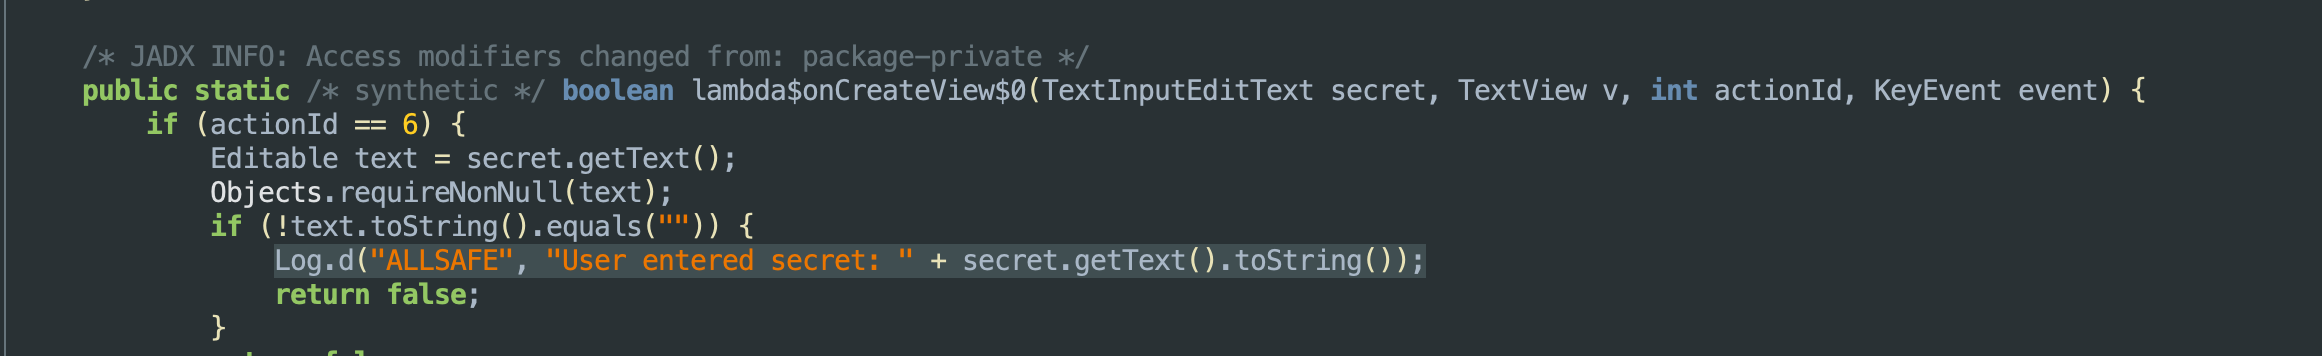 /* JADX INFO: Access modifiers changed from: package-private */
public static /* synthetic */ boolean lambda$onCreateView$0(TextInputEditText secret, TextView v, int actionId, KeyEvent event) {
if (actionId == 6) {
Editable text = secret.getText();
Objects.requireNonNull(text);
if (!text.toString().equals("")) {
Log.d("ALLSAFE", "User entered secret: " + secret.getText().toString());
return false;
}